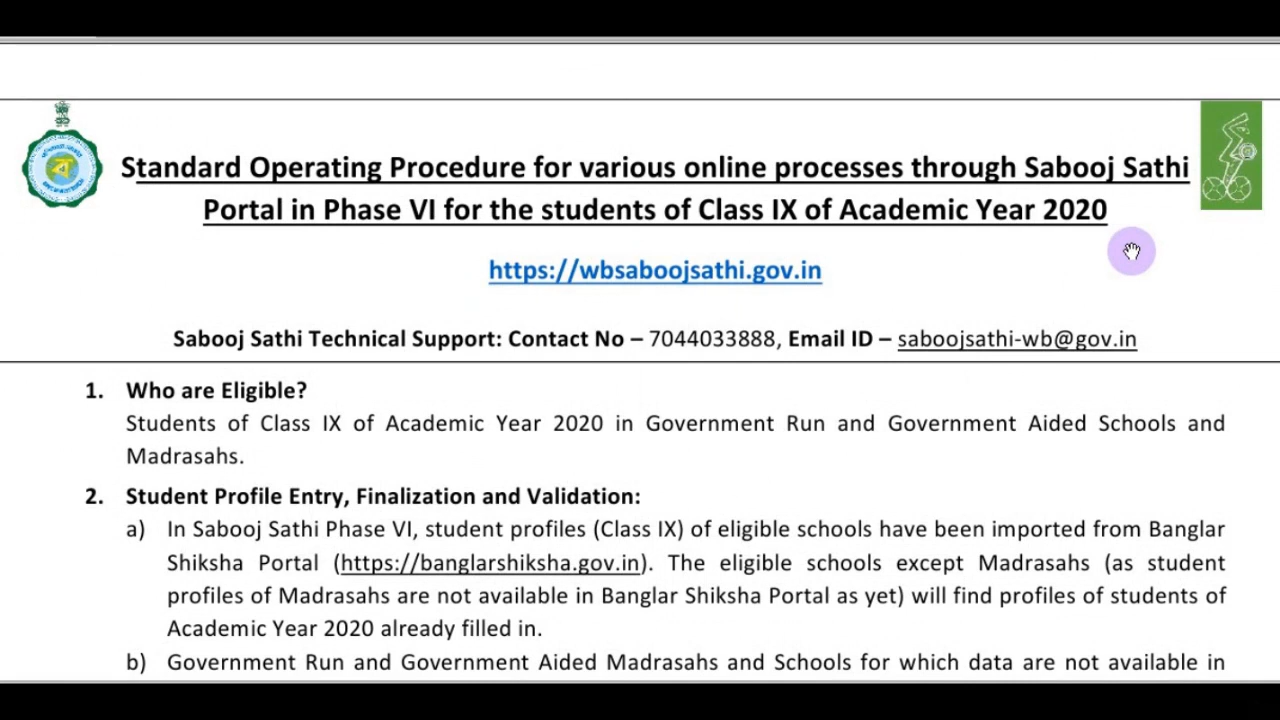 Standard Operating Procedure for various online processes through Sabooj Sathi
Portal in Phase VI for the students of Class IX of Academic Year 2020
https://wbsaboojsathi.gov.in
Sabooj Sathi Technical Support: Contact No – 7044033888, Email ID – saboojsathi-wb@gov.in
1. Who are Eligible?
Students of Class IX of Academic Year 2020 in Government Run and Government Aided Schools and
Madrasahs.
2. Student Profile Entry, Finalization and Validation:
a) In Sabooj Sathi Phase VI, student profiles (Class IX) of eligible schools have been imported from Banglar
Shiksha Portal (https://banglarshiksha.gov.in). The eligible schools except Madrasahs (as student
profiles of Madrasahs are not available in Banglar Shiksha Portal as yet) will find profiles of students of
Academic Year 2020 already filled in.
b) Government Run and Government Aided Madrasahs and Schools for which data are not available in